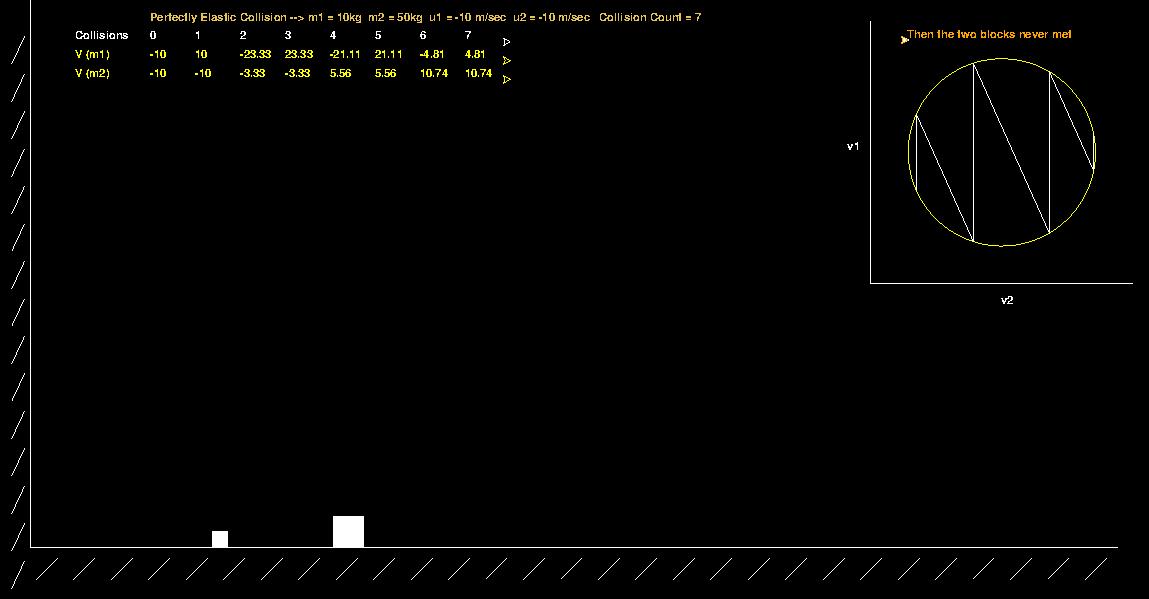 Perfectly Elastic Collision --> m1 = 10kg m2 = 50kg u1 = -10 m/sec u2 = -10 m/sec Collision Count = 7
Collisions 0 1 2 3 4 5 6 7
V (m1) -10 10 -23.33 23.33 -21.11 21.11 -4.81 4.81
V (m2) -10 -10 -3.33 -3.33 5.56 5.56 10.74 10.74
Then the two blocks never met
v1
v2